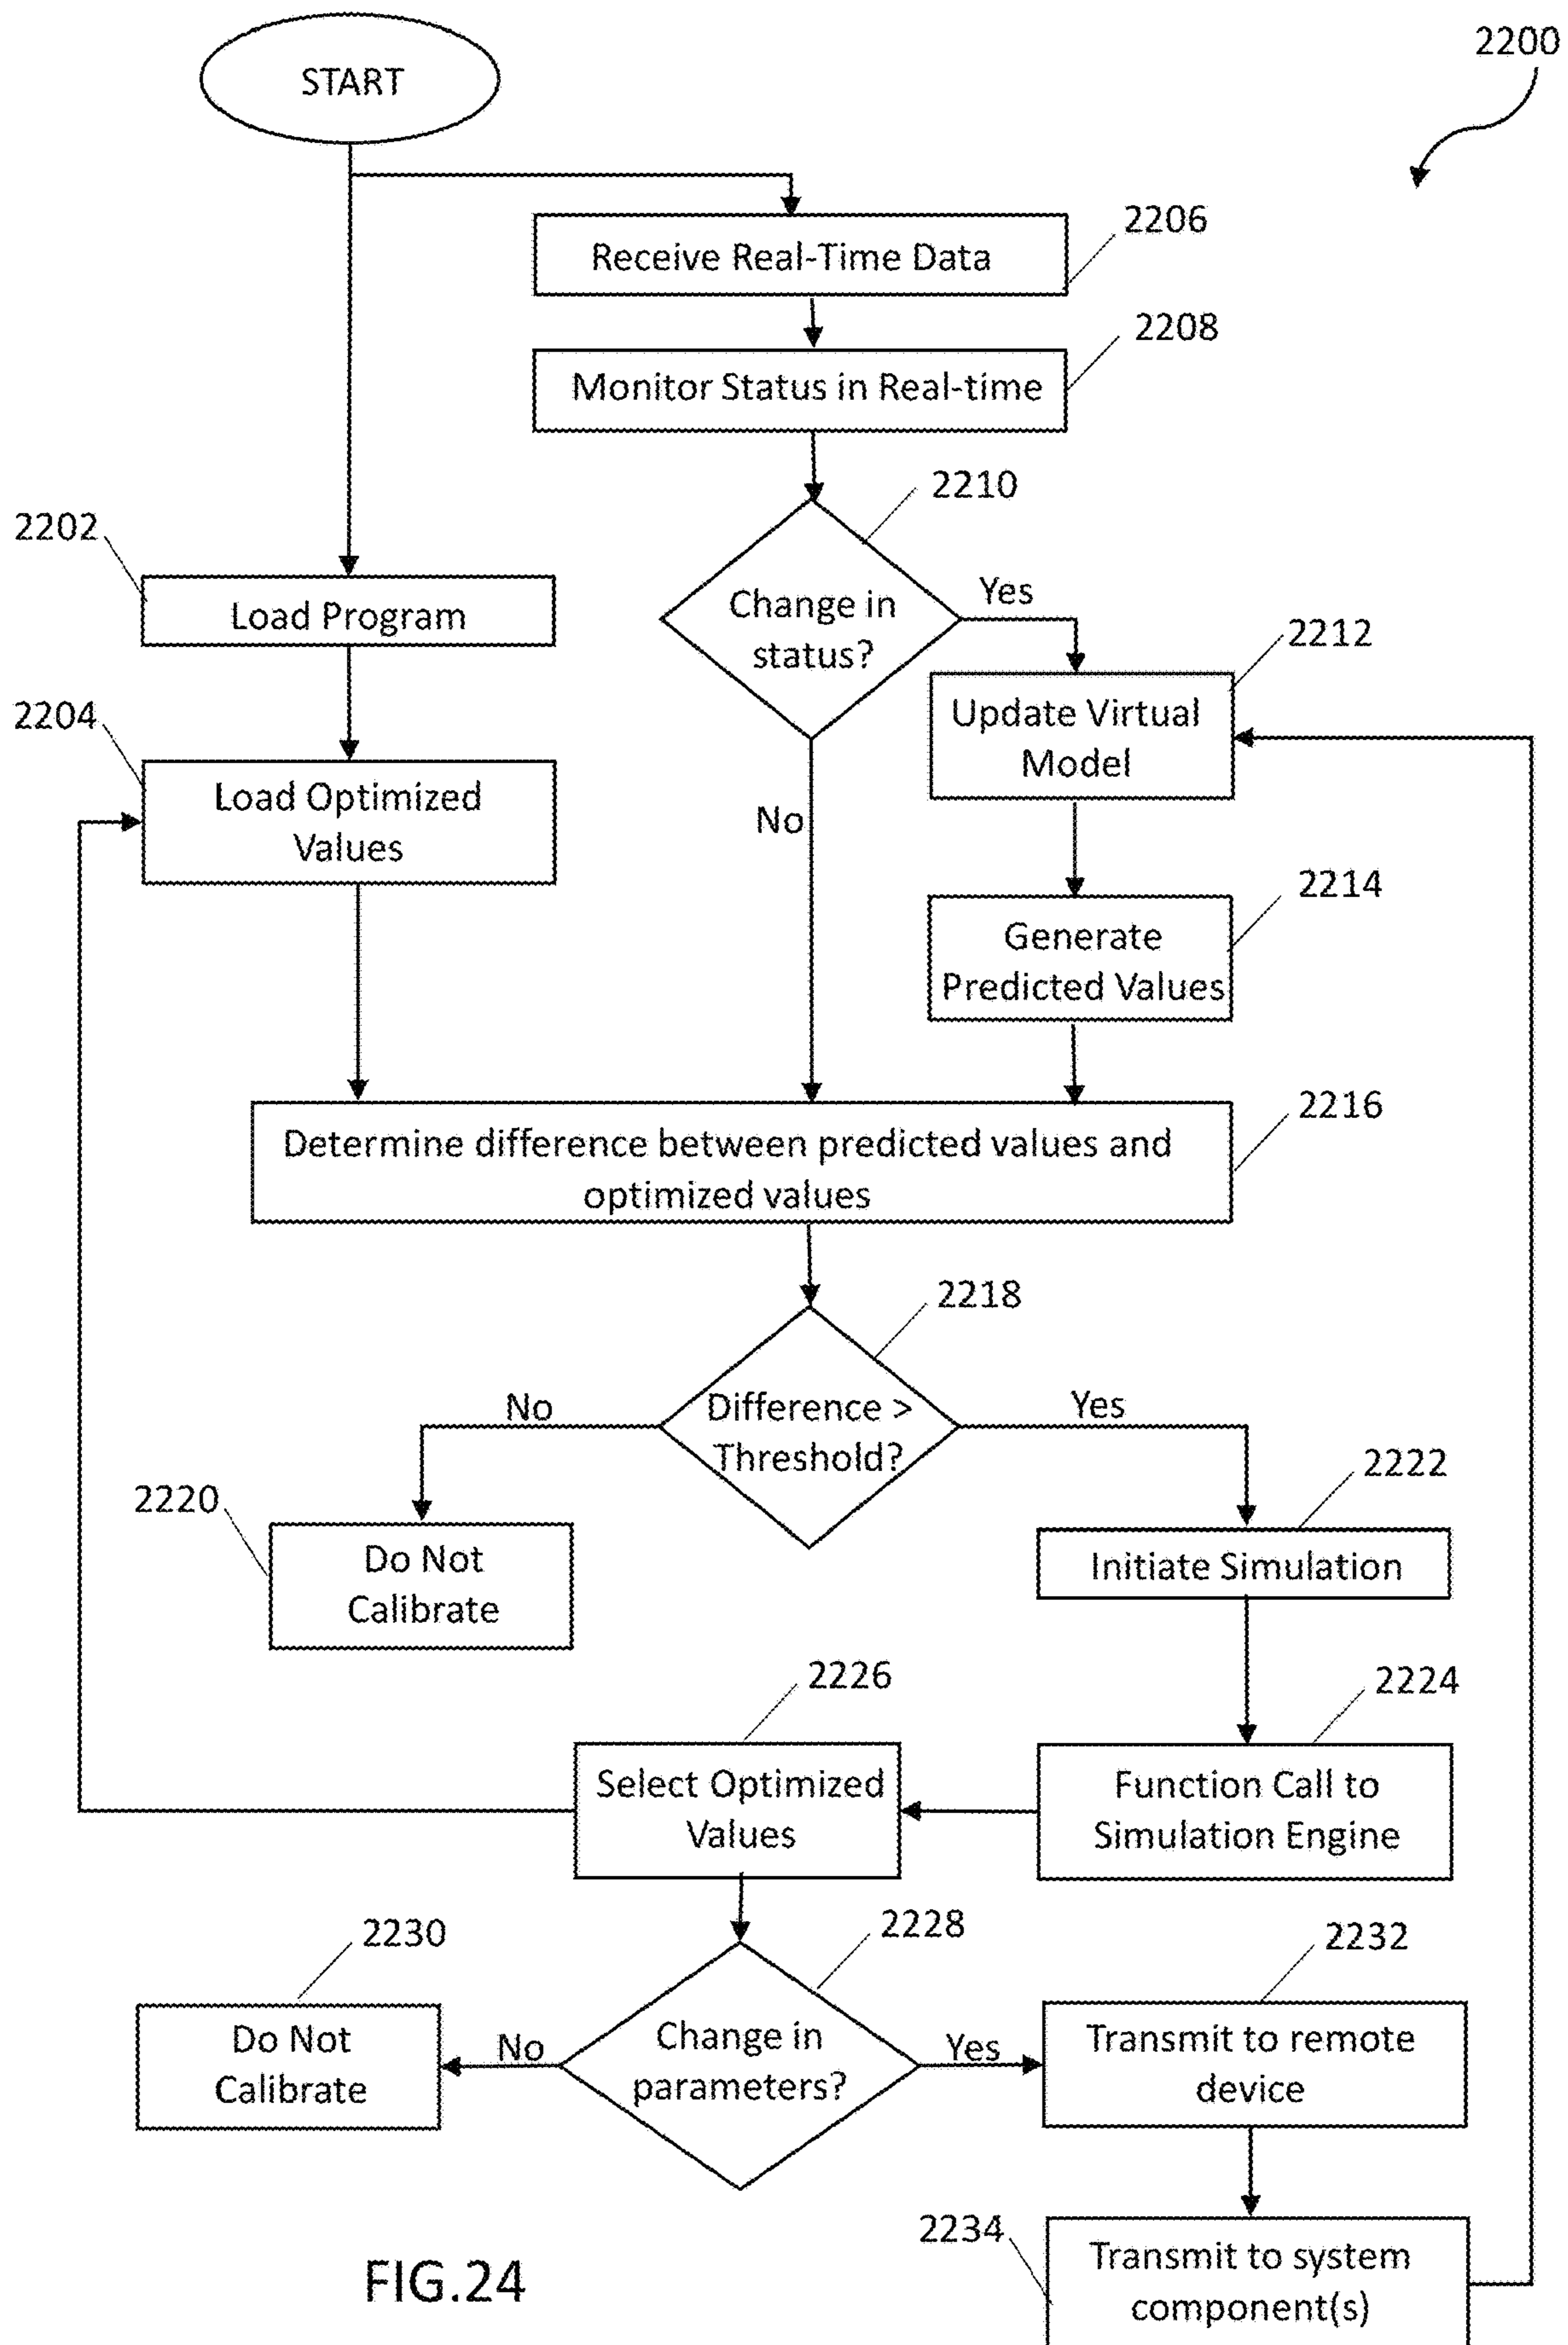 2200
START
2206
Receive Real-Time Data
2208
Monitor Status in Real-time
2210
Change in
status?
Yes
No
2202
Load Program
2212
Update Virtual
Model
2204
Load Optimized
Values
2214
Generate
Predicted Values
2216
Determine difference between predicted values and
optimized values
2218
Difference >
Threshold?
No
Yes
2220
Do Not
Calibrate
2222
Initiate Simulation
2224
Function Call to
Simulation Engine
2226
Select Optimized
Values
2228
Change in
parameters?
No
Yes
2230
Do Not
Calibrate
2232
Transmit to remote
device
2234
Transmit to system
component(s)
FIG.24